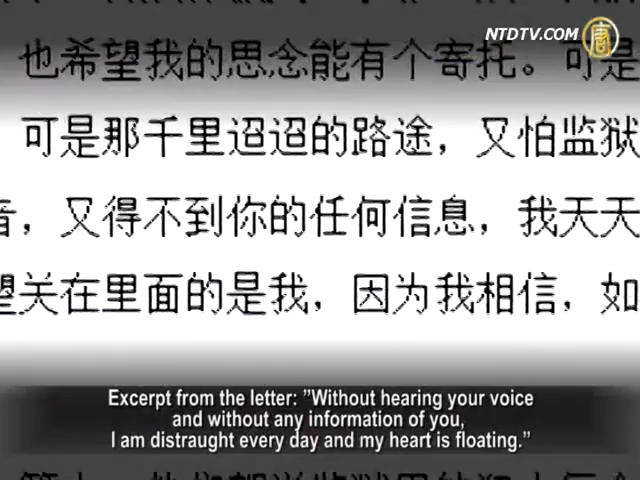 NTDTV.COM
也希望我的思念能有个寄托。可是
可是那千里迢迢的路途，又怕监狱
音，又得不到你的任何信息，我天天
望关在里面的是我，因为我相信，如
Excerpt from the letter: "Without hearing your voice
and without any information of you,
I am distraught every day and my heart is floating."